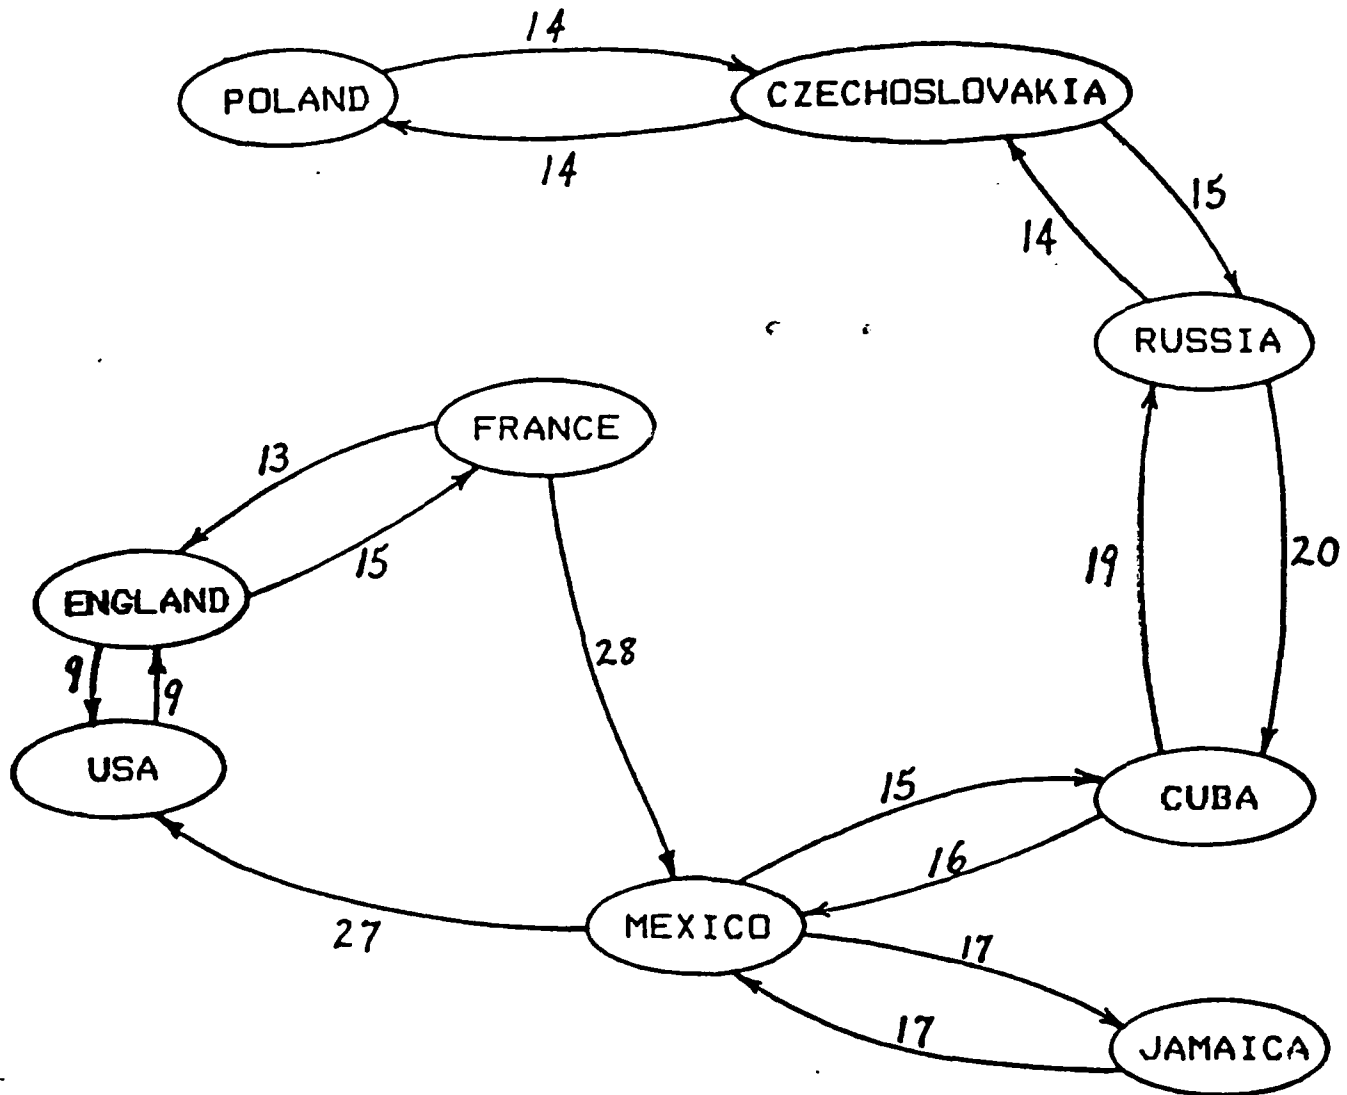 14
POLAND
CZECHOSLOVAKIA
14
15
14
RUSSIA
FRANCE
13
15
19
20
ENGLAND
28
9
9
USA
15
CUBA
16
27
MEXICO
17
17
JAMAICA